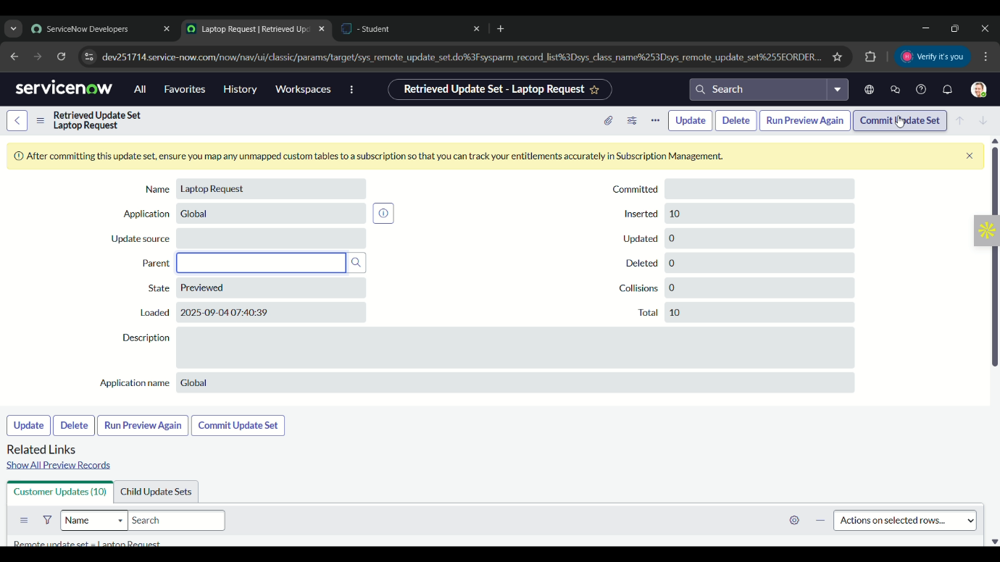 ServiceNow Developers
Laptop Request | Retrieved Upd
- Student
dev251714.service-now.com/now/nav/ui/classic/params/target/sys_remote_update_set.do%3Fsysparm_record_list%3Dsys_class_name%253Dsys_remote_update_set%255EORDER...
Verify it's you
servicenow All Favorites History Workspaces Retrieved Update Set - Laptop Request Search
Retrieved Update Set
Laptop Request
Update Delete Run Preview Again Commit Update Set
After committing this update set, ensure you map any unmapped custom tables to a subscription so that you can track your entitlements accurately in Subscription Management.
Name Laptop Request Committed
Application Global Inserted 10
Update source Updated 0
Parent Deleted 0
State Previewed Collisions 0
Loaded 2025-09-04 07:40:39 Total 10
Description
Application name Global
Update Delete Run Preview Again Commit Update Set
Related Links
Show All Preview Records
Customer Updates (10) Child Update Sets
Name Search Actions on selected rows...
Remote update set = Laptop Request